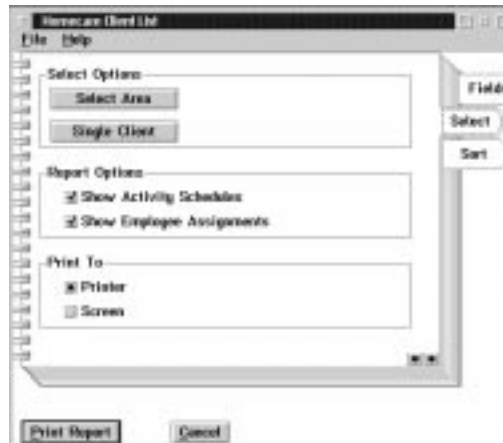 Homecare Client List
File Help
Select Options
Select Area
Single Client
Report Options
Show Activity Schedules
Show Employee Assignments
Print To
Printer
Screen
Fields
Select
Sort
Print Report
Cancel